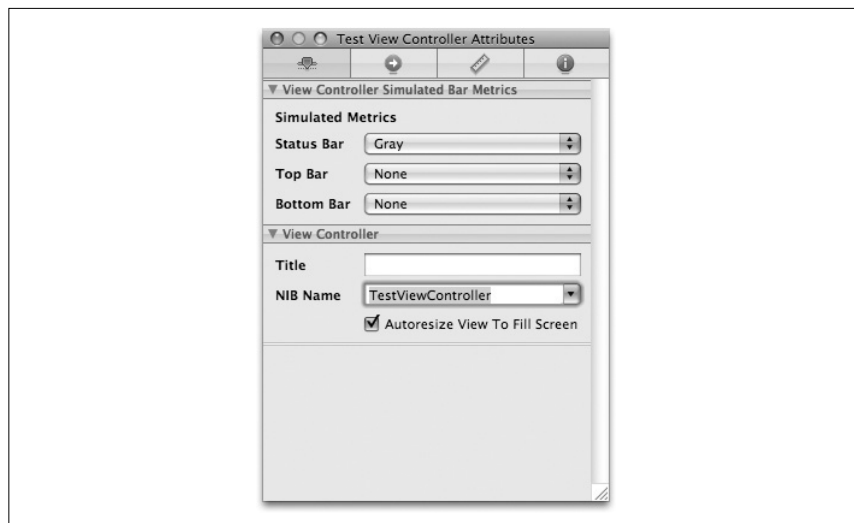 Test View Controller Attributes
View Controller Simulated Bar Metrics
Simulated Metrics
Status Bar Gray
Top Bar None
Bottom Bar None
View Controller
Title
NIB Name TestViewController
Autoresize View To Fill Screen